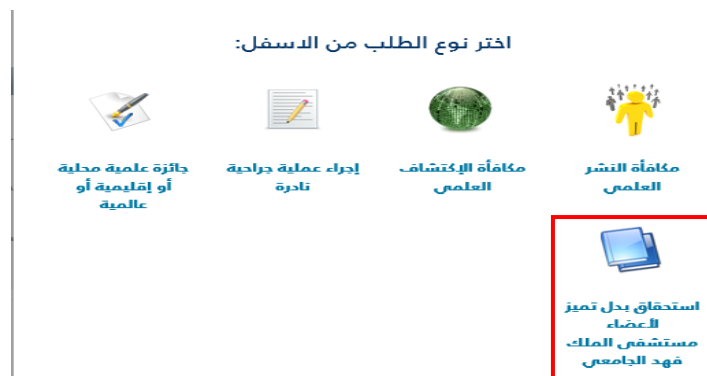 اختر نوع الطلب من الاسفل:
مكافأة النشر
العلمي
مكافأة الإكتشاف
العلمي
إجراء عملية جراحية
نادرة
جائزة علمية محلية
أو إقليمية أو
عالمية
استحقاق بدل تميز
لأعضاء
مستشفى الملك
فهد الجامعي